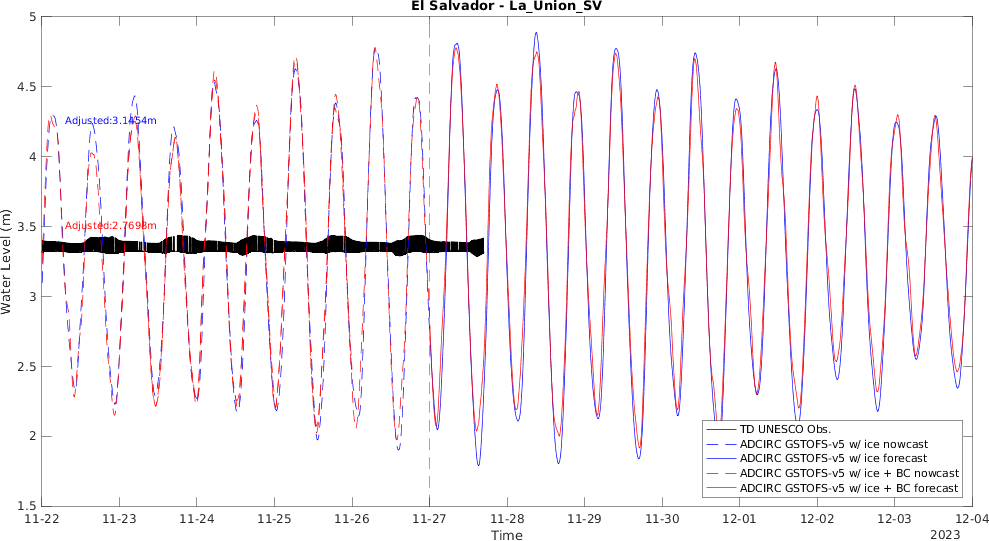 El Salvador - La_Union_SV
5
4.5
4
3.5
3
2.5
2
1.5
Water Level (m)
Adjusted:3.1454m
Adjusted:2.7698m
TD UNESCO Obs.
ADCIRC GSTOFS-v5 w/ ice nowcast
ADCIRC GSTOFS-v5 w/ ice forecast
ADCIRC GSTOFS-v5 w/ ice + BC nowcast
ADCIRC GSTOFS-v5 w/ ice + BC forecast
11-22 11-23 11-24 11-25 11-26 11-27 11-28 11-29 11-30 12-01 12-02 12-03 12-04
Time
2023